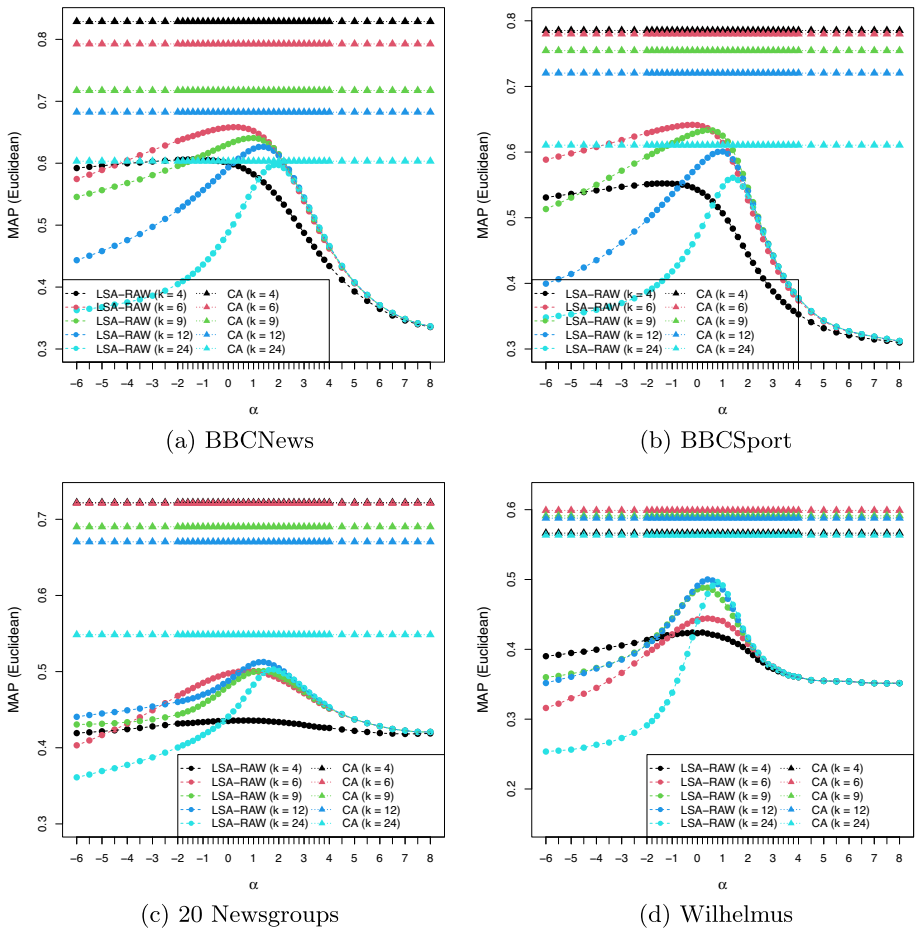 MAP (Euclidean)
0.8
0.7
0.6
0.5
0.4
0.3
LSA−RAW (k = 4) CA (k = 4)
LSA−RAW (k = 6) CA (k = 6)
LSA−RAW (k = 9) CA (k = 9)
LSA−RAW (k = 12) CA (k = 12)
LSA−RAW (k = 24) CA (k = 24)
−6 −5 −4 −3 −2 −1 0 1 2 3 4 5 6 7 8
α
(a) BBCNews
MAP (Euclidean)
0.8
0.7
0.6
0.5
0.4
0.3
LSA−RAW (k = 4) CA (k = 4)
LSA−RAW (k = 6) CA (k = 6)
LSA−RAW (k = 9) CA (k = 9)
LSA−RAW (k = 12) CA (k = 12)
LSA−RAW (k = 24) CA (k = 24)
−6 −5 −4 −3 −2 −1 0 1 2 3 4 5 6 7 8
α
(b) BBCSport
MAP (Euclidean)
0.7
0.6
0.5
0.4
0.3
LSA−RAW (k = 4) CA (k = 4)
LSA−RAW (k = 6) CA (k = 6)
LSA−RAW (k = 9) CA (k = 9)
LSA−RAW (k = 12) CA (k = 12)
LSA−RAW (k = 24) CA (k = 24)
−6 −5 −4 −3 −2 −1 0 1 2 3 4 5 6 7 8
α
(c) 20 Newsgroups
MAP (Euclidean)
0.6
0.5
0.4
0.3
0.2
LSA−RAW (k = 4) CA (k = 4)
LSA−RAW (k = 6) CA (k = 6)
LSA−RAW (k = 9) CA (k = 9)
LSA−RAW (k = 12) CA (k = 12)
LSA−RAW (k = 24) CA (k = 24)
−6 −5 −4 −3 −2 −1 0 1 2 3 4 5 6 7 8
α
(d) Wilhelmus